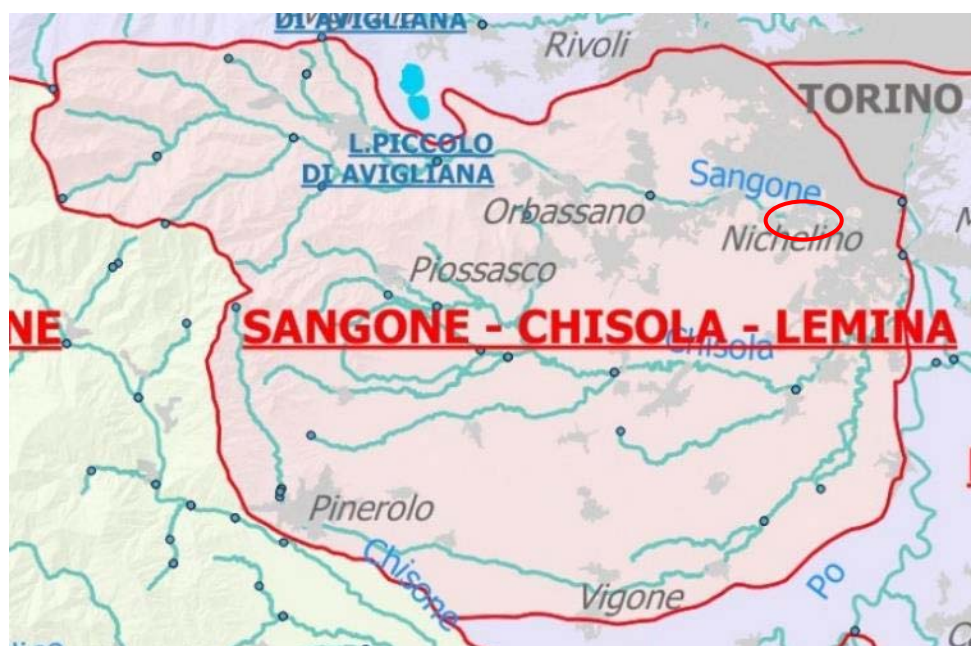 DI AVIGLIANA
Rivoli
TORINO
L.PICCOLO
DI AVIGLIANA
Sangone
Orbassano
Nichelino
Piossasco
NE
SANGONE - CHISOLA - LEMINA
Chisola
Pinerolo
Chisone
Vigone
Po